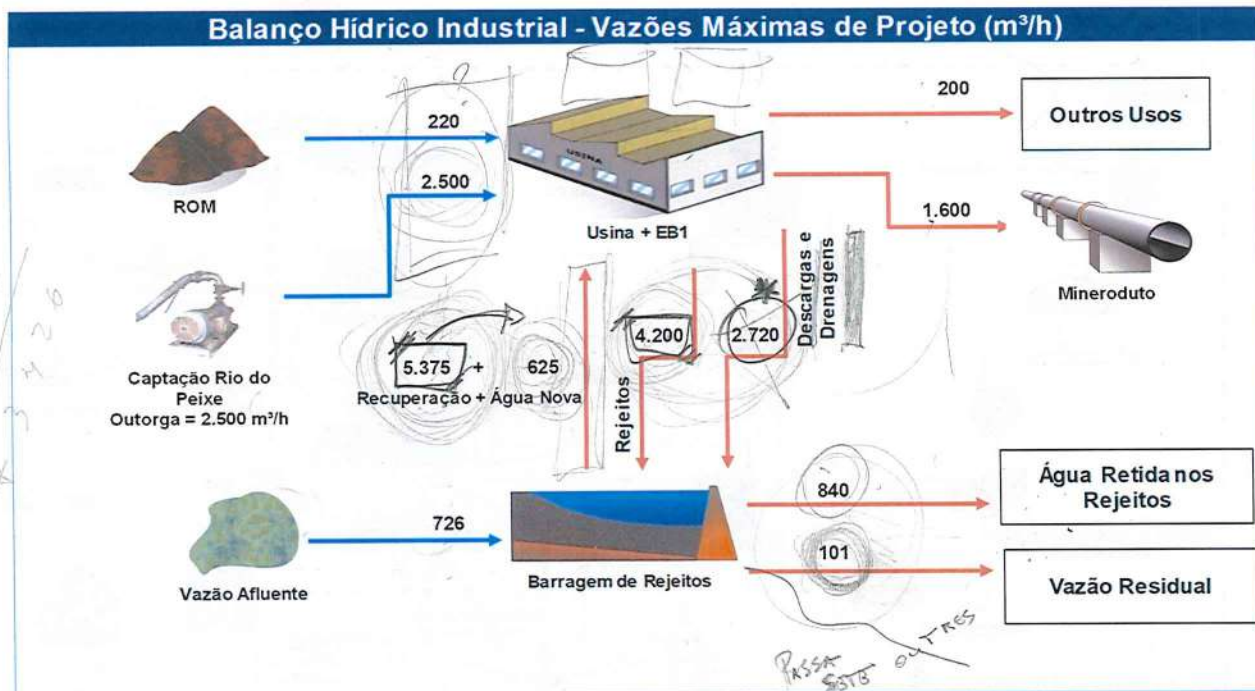 Balanço Hídrico Industrial - Vazões Máximas de Projeto (m³/h)
?
220
200
Outros Usos
USINA
ROM
2.500
1.600
Usina + EB1
Mineroduto
Descargas e
Drenagens
4.200
2.720
5.375 + 625
Recuperação + Água Nova
Rejeitos
Captação Rio do
Peixe
Outorga = 2.500 m³/h
840
Água Retida nos
Rejeitos
726
101
Vazão Residual
Vazão Afluente
Barragem de Rejeitos
PASSA
OUTRES